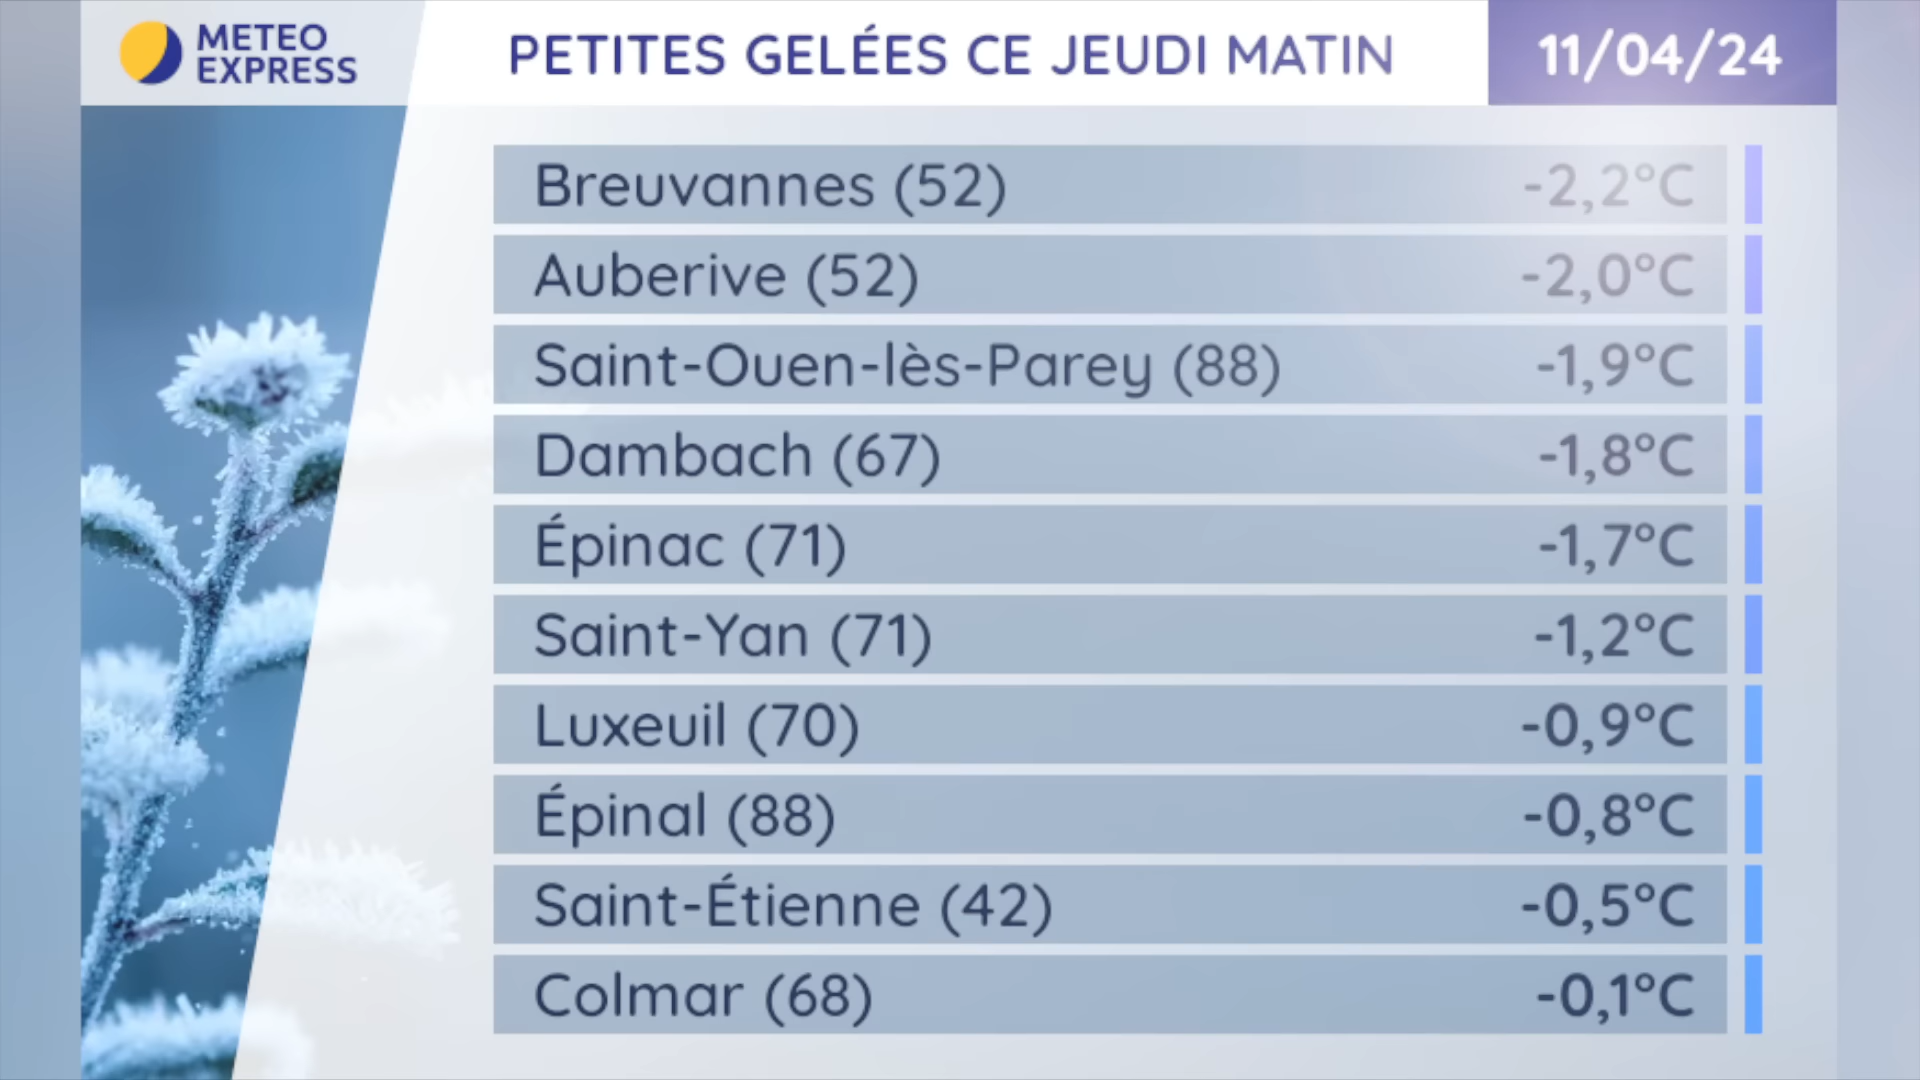 METEO
EXPRESS
PETITES GELÉES CE JEUDI MATIN
11/04/24
Breuvannes (52) -2,2°C
Auberive (52) -2,0°C
Saint-Ouen-lès-Parey (88) -1,9°C
Dambach (67) -1,8°C
Épinac (71) -1,7°C
Saint-Yan (71) -1,2°C
Luxeuil (70) -0,9°C
Épinal (88) -0,8°C
Saint-Étienne (42) -0,5°C
Colmar (68) -0,1°C